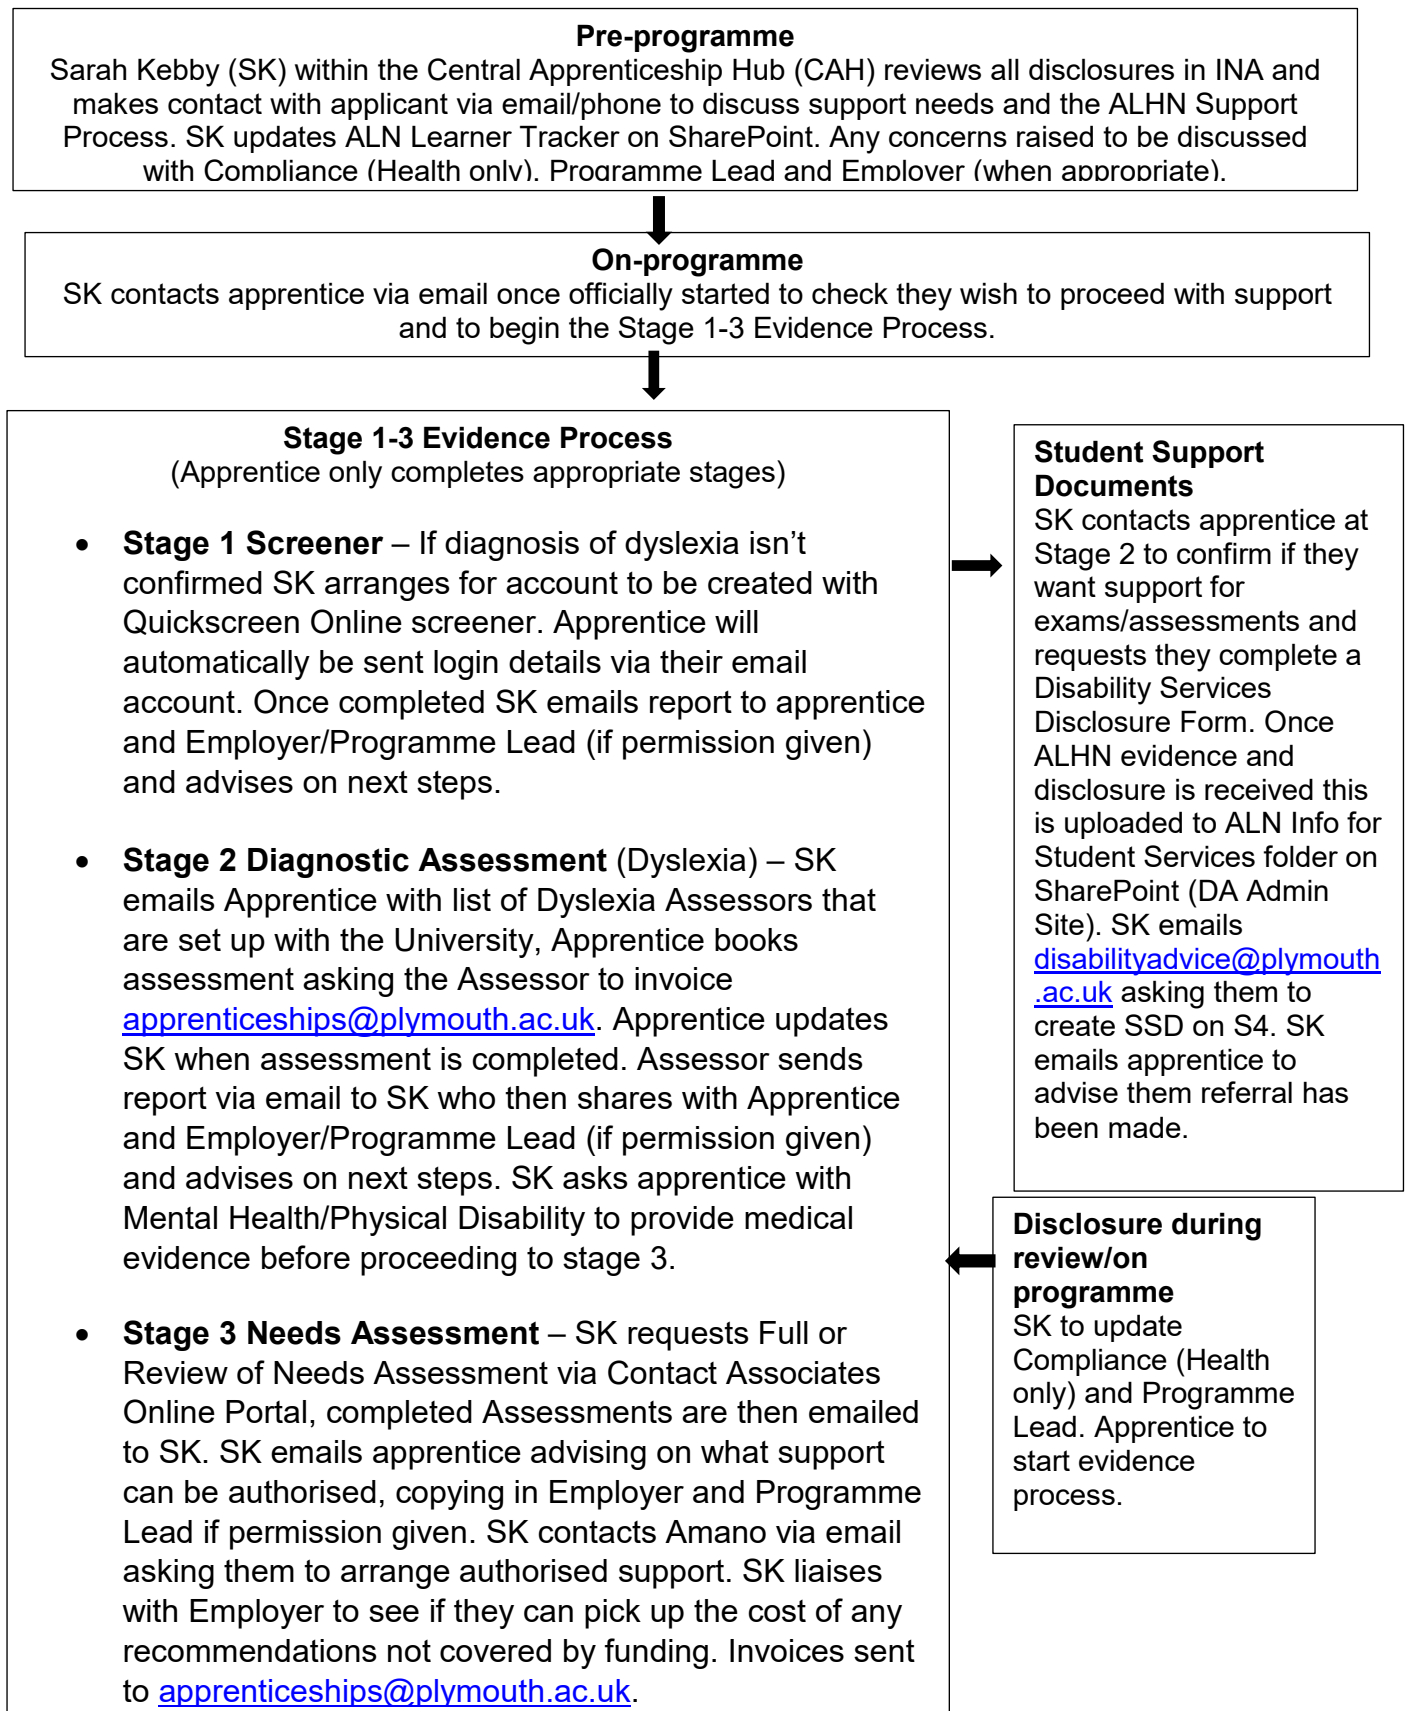 Pre-programme
Sarah Kebby (SK) within the Central Apprenticeship Hub (CAH) reviews all disclosures in INA and
makes contact with applicant via email/phone to discuss support needs and the ALHN Support
Process. SK updates ALN Learner Tracker on SharePoint. Any concerns raised to be discussed
with Compliance (Health only), Programme Lead and Employer (when appropriate).
On-programme
SK contacts apprentice via email once officially started to check they wish to proceed with support
and to begin the Stage 1-3 Evidence Process.
Stage 1-3 Evidence Process
(Apprentice only completes appropriate stages)
• Stage 1 Screener – If diagnosis of dyslexia isn’t
confirmed SK arranges for account to be created with
Quickscreen Online screener. Apprentice will
automatically be sent login details via their email
account. Once completed SK emails report to apprentice
and Employer/Programme Lead (if permission given)
and advises on next steps.
• Stage 2 Diagnostic Assessment (Dyslexia) – SK
emails Apprentice with list of Dyslexia Assessors that
are set up with the University, Apprentice books
assessment asking the Assessor to invoice
apprenticeships@plymouth.ac.uk. Apprentice updates
SK when assessment is completed. Assessor sends
report via email to SK who then shares with Apprentice
and Employer/Programme Lead (if permission given)
and advises on next steps. SK asks apprentice with
Mental Health/Physical Disability to provide medical
evidence before proceeding to stage 3.
• Stage 3 Needs Assessment – SK requests Full or
Review of Needs Assessment via Contact Associates
Online Portal, completed Assessments are then emailed
to SK. SK emails apprentice advising on what support
can be authorised, copying in Employer and Programme
Lead if permission given. SK contacts Amano via email
asking them to arrange authorised support. SK liaises
with Employer to see if they can pick up the cost of any
recommendations not covered by funding. Invoices sent
to apprenticeships@plymouth.ac.uk.
Student Support
Documents
SK contacts apprentice at
Stage 2 to confirm if they
want support for
exams/assessments and
requests they complete a
Disability Services
Disclosure Form. Once
ALHN evidence and
disclosure is received this
is uploaded to ALN Info for
Student Services folder on
SharePoint (DA Admin
Site). SK emails
disabilityadvice@plymouth
.ac.uk asking them to
create SSD on S4. SK
emails apprentice to
advise them referral has
been made.
Disclosure during
review/on
programme
SK to update
Compliance (Health
only) and Programme
Lead. Apprentice to
start evidence
process.